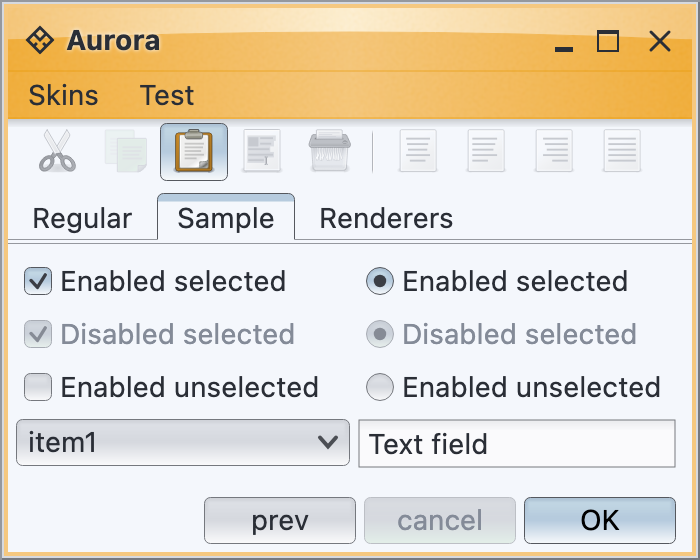 Aurora
Skins Test
Regular Sample Renderers
Enabled selected Enabled selected
Disabled selected Disabled selected
Enabled unselected Enabled unselected
item1 Text field
prev cancel OK